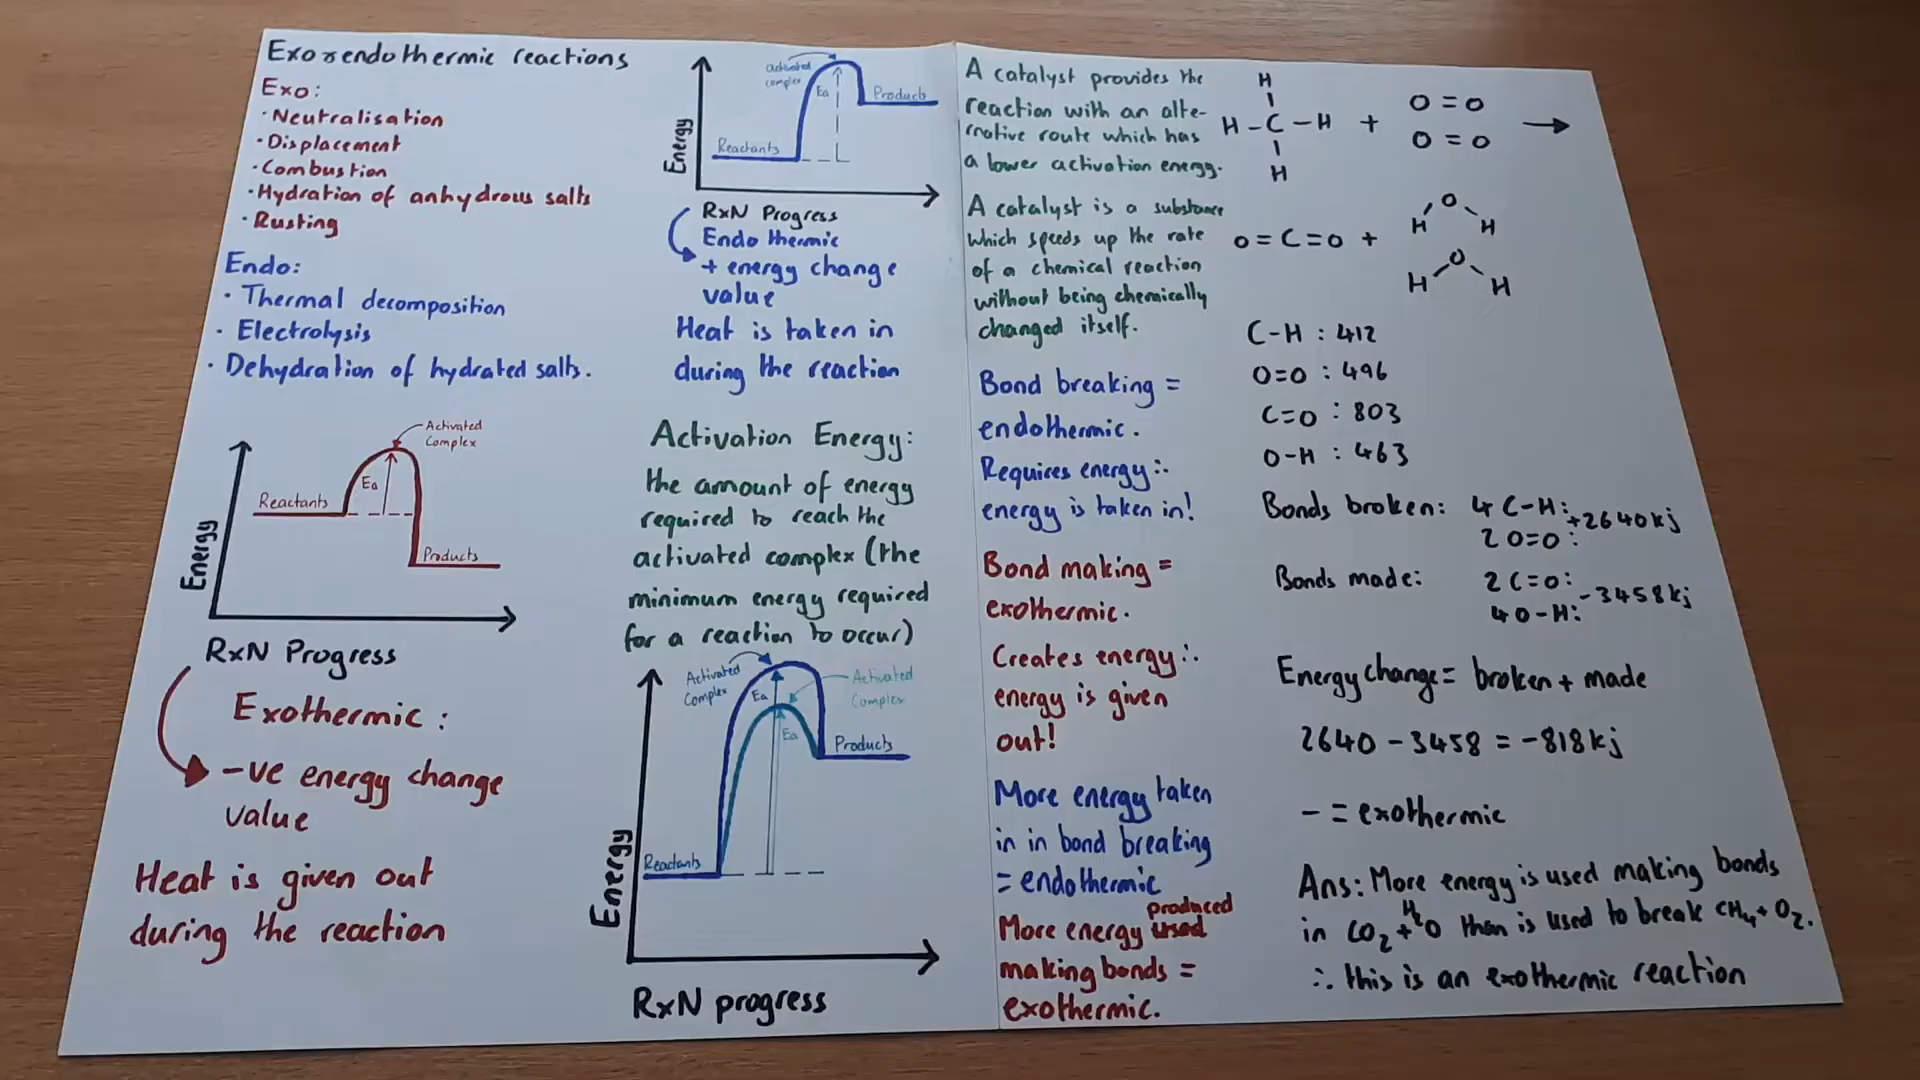 Exo & endothermic reactions
Exo:
· Neutralisation
· Displacement
· Combustion
· Hydration of anhydrous salts
· Rusting
Endo:
· Thermal decomposition
· Electrolysis
· Dehydration of hydrated salts.
Activated
Complex
Ea
Reactants
Products
Energy
RxN Progress
Exothermic :
-ve energy change
value
Heat is given out
during the reaction
activated
complex
Ea
Products
Reactants
Energy
RxN Progress
Endothermic
+ energy change
value
Heat is taken in
during the reaction
Activation Energy:
the amount of energy
required to reach the
activated complex (the
minimum energy required
for a reaction to occur)
Activated
Complex
Activated
Complex
Ea
Ea
Products
Reactants
Energy
RxN progress
A catalyst provides the
reaction with an alte-
rnative route which has
a lower activation energy.
A catalyst is a substance
which speeds up the rate
of a chemical reaction
without being chemically
changed itself.
Bond breaking =
endothermic.
Requires energy ∴
energy is taken in!
Bond making =
exothermic.
Creates energy ∴
energy is given
out!
More energy taken
in in bond breaking
= endothermic
produced
More energy used
making bonds =
exothermic.
H
H - C - H + O = O
O = O →
H
O = C = O + H O H
H O H
C-H : 412
O=O : 496
C=O : 803
O-H : 463
Bonds broken: 4 C-H: +2640kj
2 O=O:
Bonds made: 2 C=O: -3458kj
4 O-H:
Energy change = broken + made
2640 - 3458 = -818kj
- = exothermic
Ans: More energy is used making bonds
in CO2 + H2O than is used to break CH4 + O2.
∴ this is an exothermic reaction